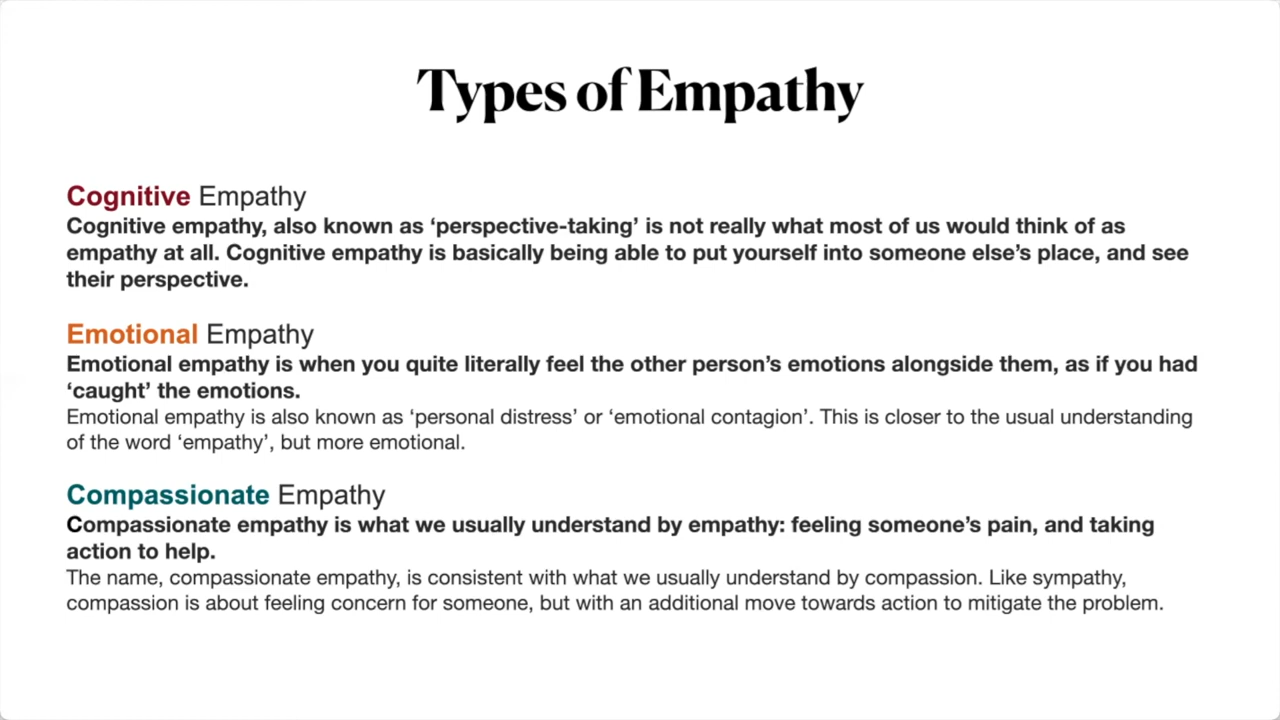 Types of Empathy
Cognitive Empathy
Cognitive empathy, also known as ‘perspective-taking’ is not really what most of us would think of as
empathy at all. Cognitive empathy is basically being able to put yourself into someone else’s place, and see
their perspective.
Emotional Empathy
Emotional empathy is when you quite literally feel the other person’s emotions alongside them, as if you had
‘caught’ the emotions.
Emotional empathy is also known as ‘personal distress’ or ‘emotional contagion’. This is closer to the usual understanding
of the word ‘empathy’, but more emotional.
Compassionate Empathy
Compassionate empathy is what we usually understand by empathy: feeling someone’s pain, and taking
action to help.
The name, compassionate empathy, is consistent with what we usually understand by compassion. Like sympathy,
compassion is about feeling concern for someone, but with an additional move towards action to mitigate the problem.